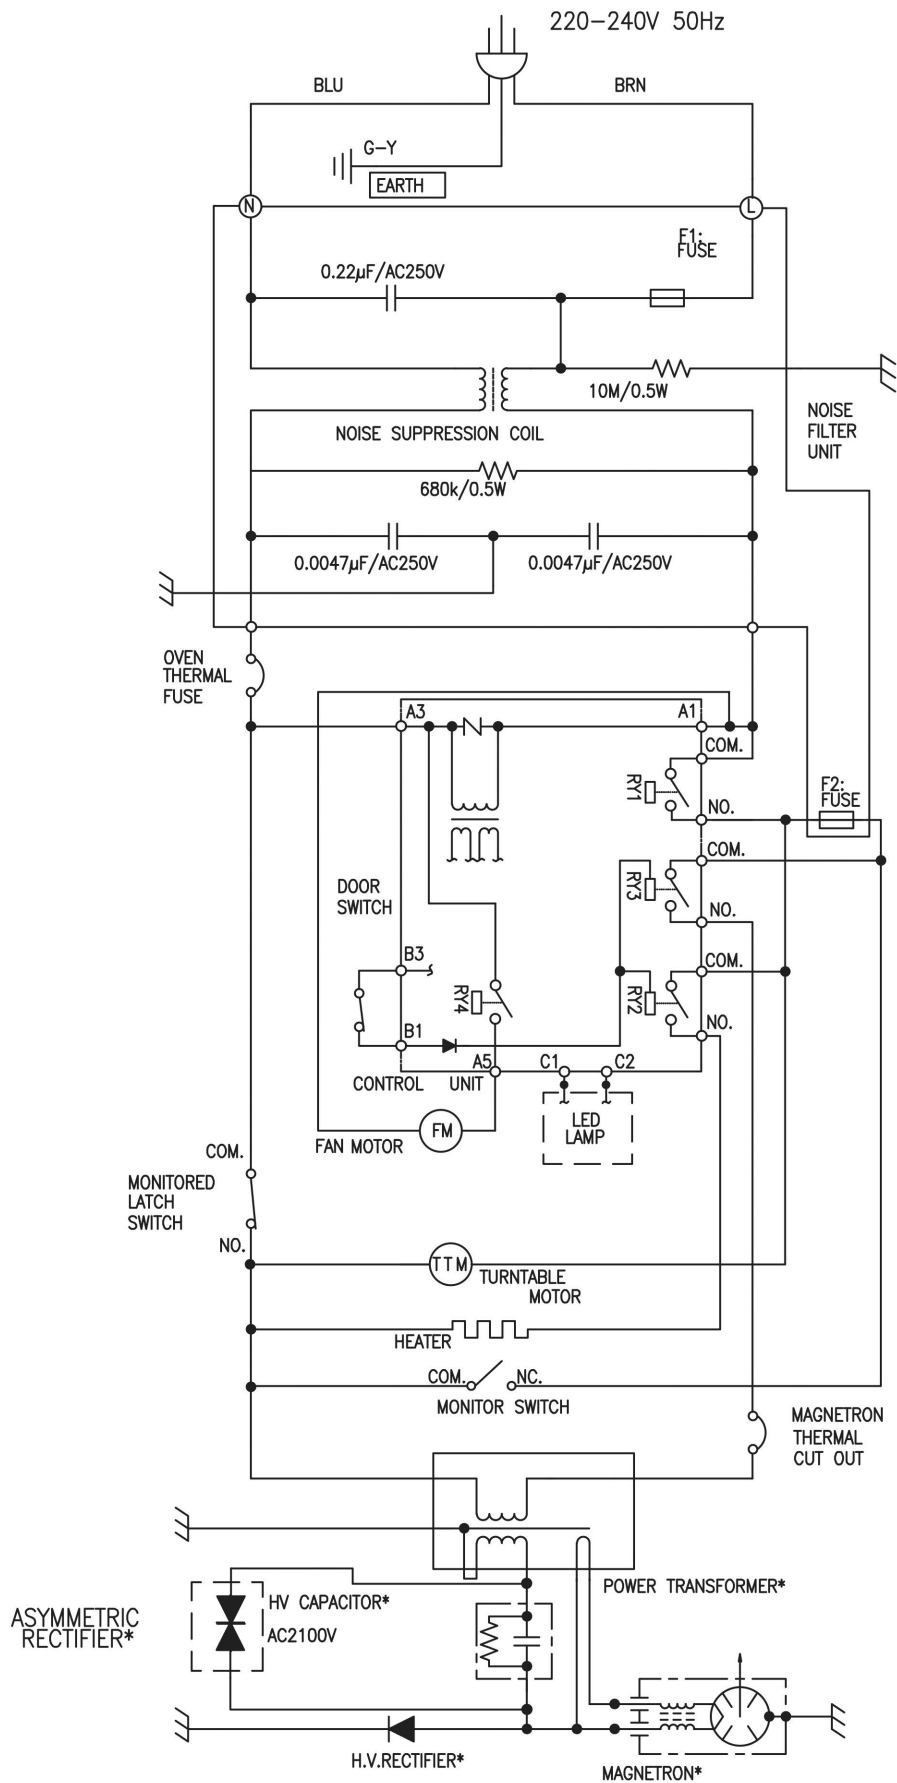 220-240V 50Hz
BLU
BRN
G-Y
EARTH
N
L
F1:
FUSE
0.22µF/AC250V
10M/0.5W
NOISE
FILTER
UNIT
NOISE SUPPRESSION COIL
680k/0.5W
0.0047µF/AC250V
0.0047µF/AC250V
OVEN
THERMAL
FUSE
A3
A1
COM.
RY1
NO.
F2:
FUSE
COM.
DOOR
SWITCH
RY3
NO.
B3
COM.
RY4
RY2
NO.
B1
A5
C1
C2
CONTROL UNIT
LED
LAMP
FM
FAN MOTOR
COM.
MONITORED
LATCH
SWITCH
NO.
TTM
TURNTABLE
MOTOR
HEATER
COM.
NC.
MONITOR SWITCH
MAGNETRON
THERMAL
CUT OUT
POWER TRANSFORMER*
HV CAPACITOR*
AC2100V
ASYMMETRIC
RECTIFIER*
H.V.RECTIFIER*
MAGNETRON*